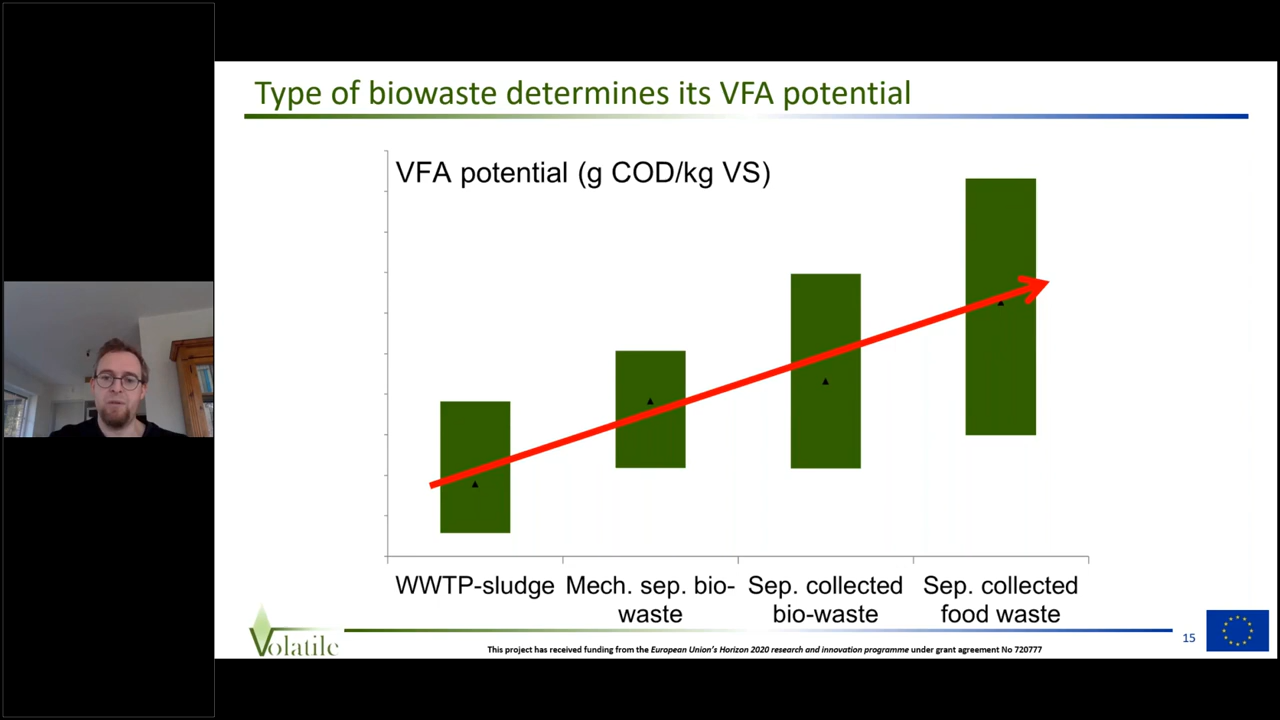 Type of biowaste determines its VFA potential
VFA potential (g COD/kg VS)
WWTP-sludge
Mech. sep. bio-
waste
Sep. collected
bio-waste
Sep. collected
food waste
Volatile
This project has received funding from the European Union's Horizon 2020 research and innovation programme under grant agreement No 720777
15